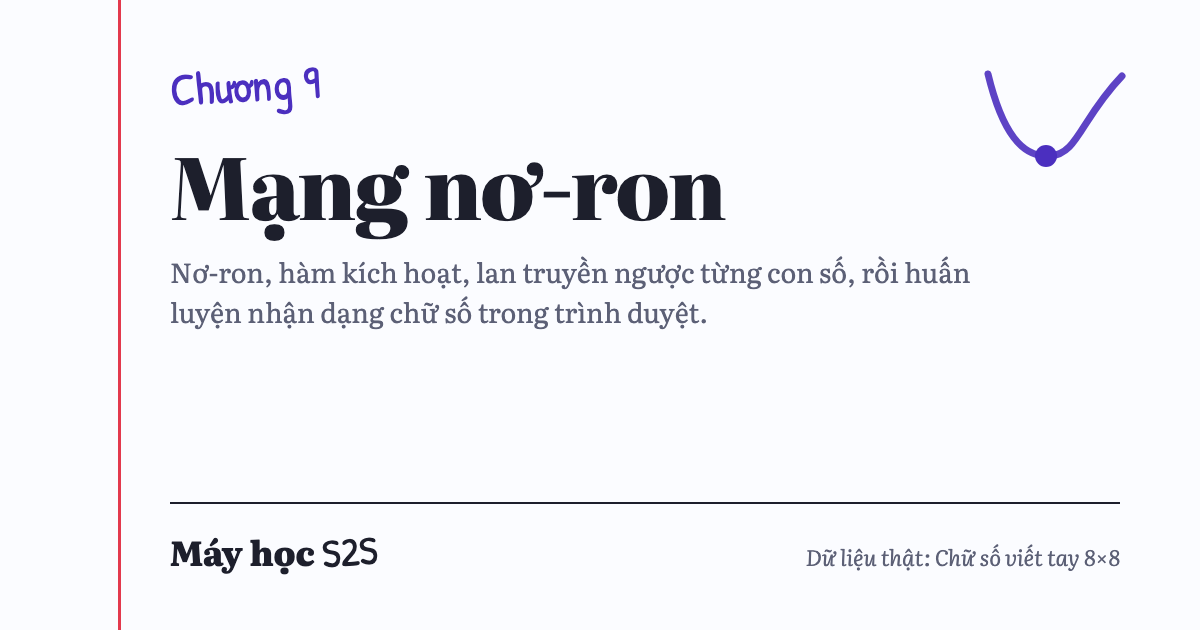 Chương 9
Mạng nơ-ron
Nơ-ron, hàm kích hoạt, lan truyền ngược từng con số, rồi huấn
luyện nhận dạng chữ số trong trình duyệt.
Máy học S2S
Dữ liệu thật: Chữ số viết tay 8×8